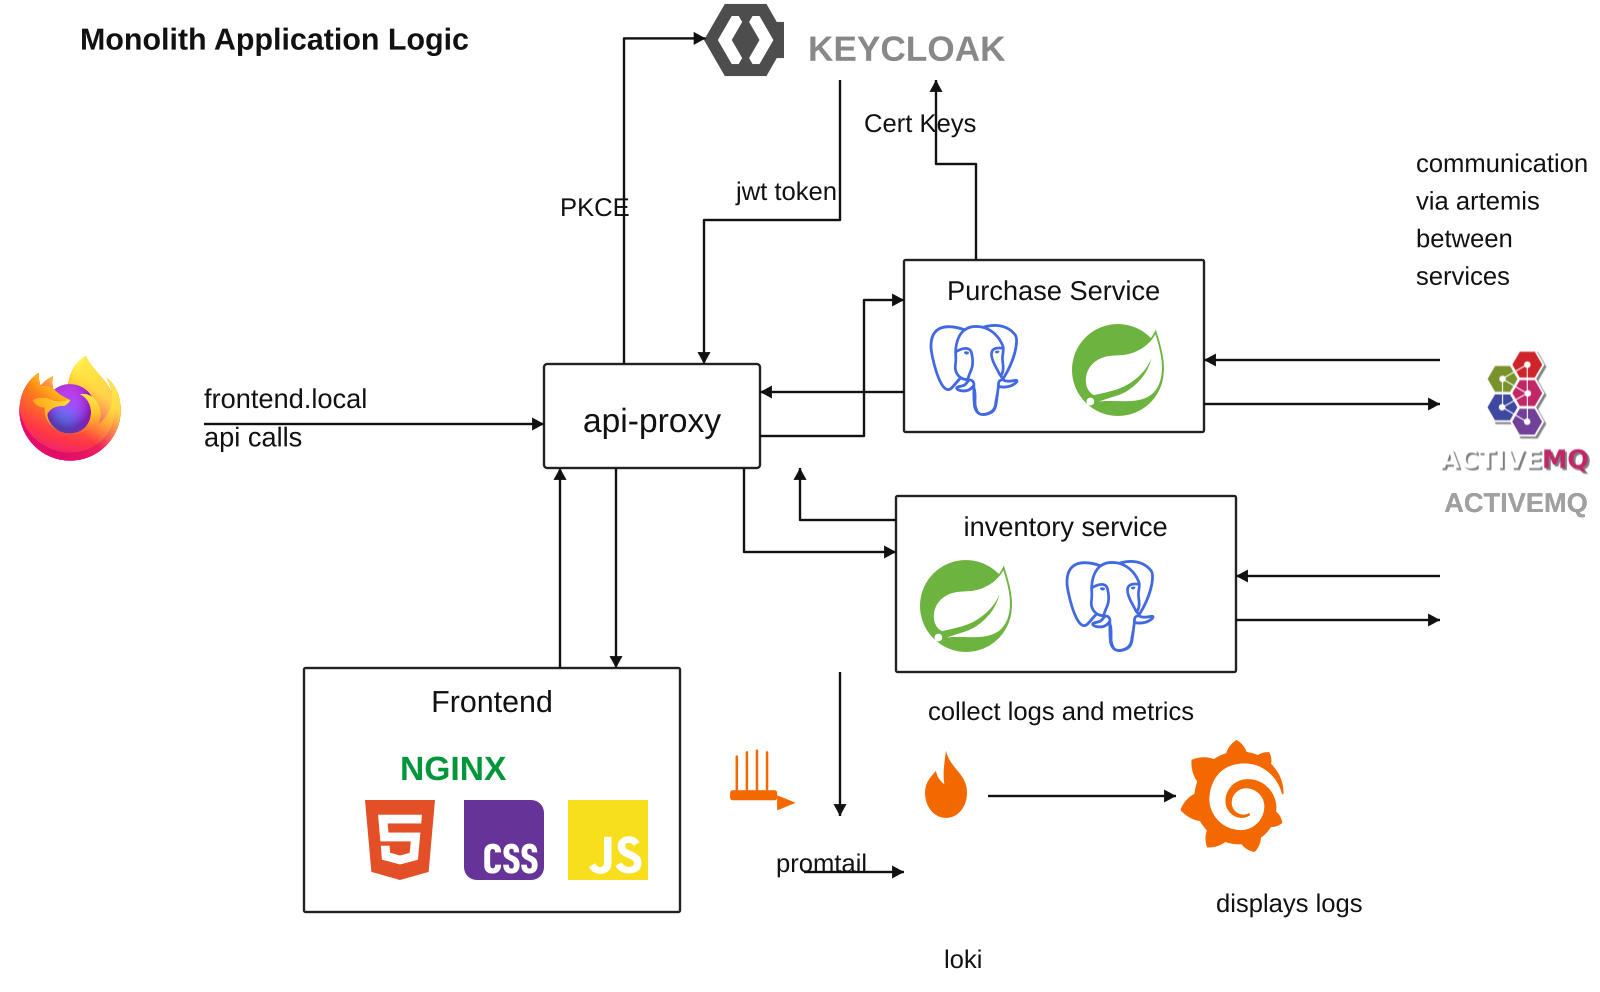 Monolith Application Logic
KEYCLOAK
Cert Keys
communication
via artemis
between
services
jwt token
PKCE
Purchase Service
frontend.local
api calls
api-proxy
ACTIVEMQ
ACTIVEMQ
inventory service
Frontend
NGINX
CSS
JS
collect logs and metrics
promtail
displays logs
loki